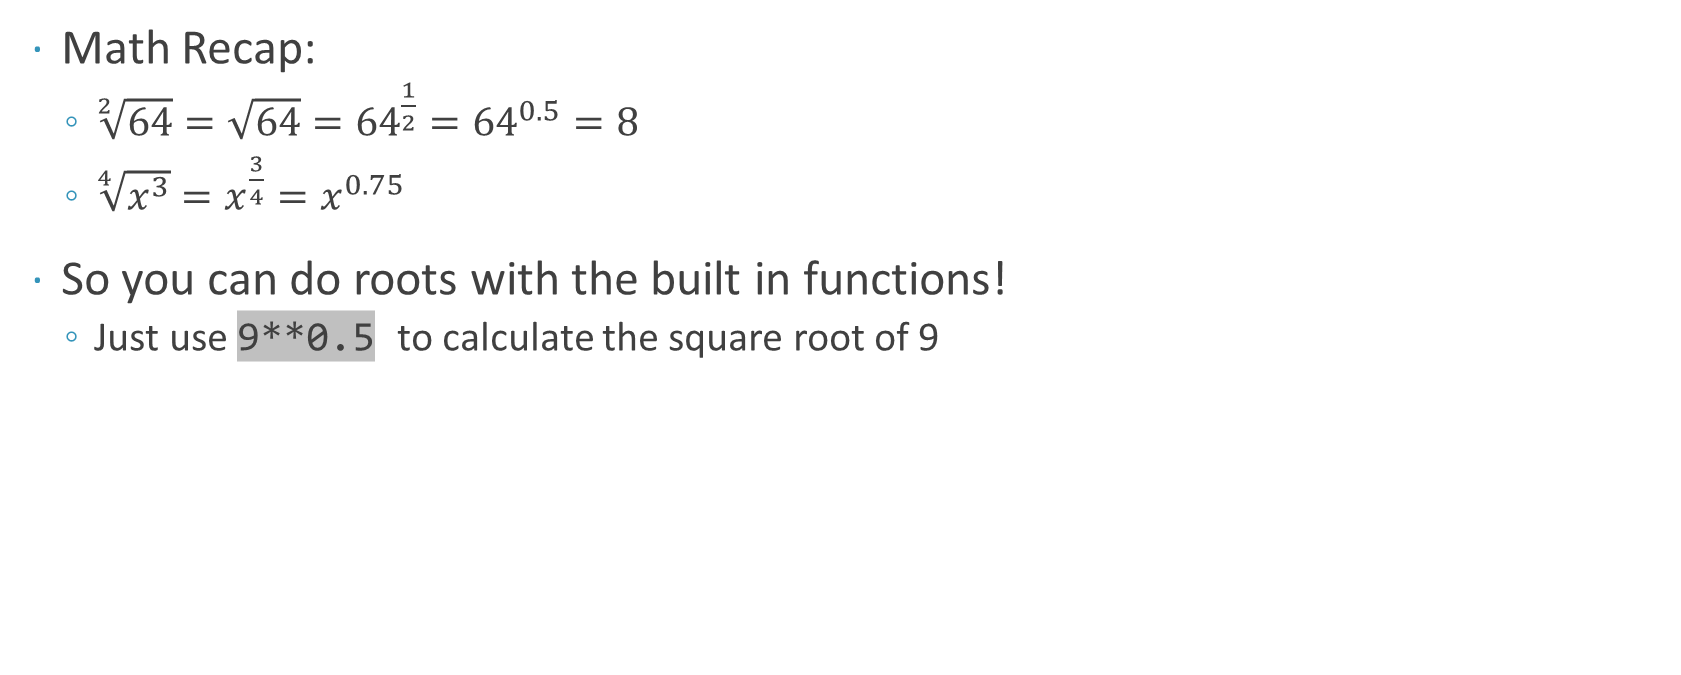 · Math Recap:
◦ ²√64 = √64 = 64^(1/2) = 64^0.5 = 8
◦ ⁴√x³ = x^(3/4) = x^0.75
· So you can do roots with the built in functions!
◦ Just use 9**0.5 to calculate the square root of 9